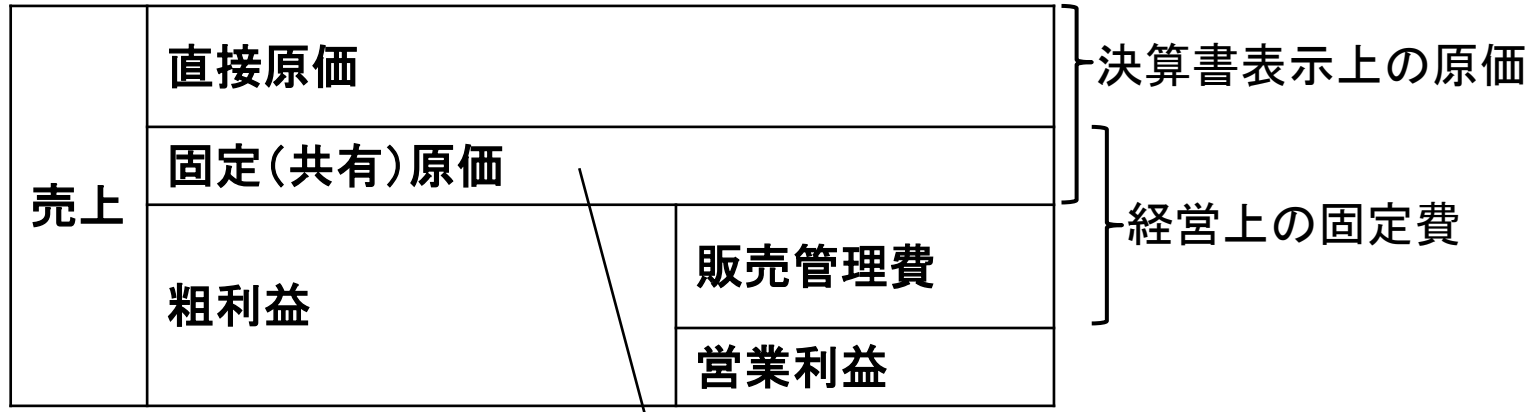 売上
直接原価
固定（共有）原価
粗利益
販売管理費
営業利益
決算書表示上の原価
経営上の固定費